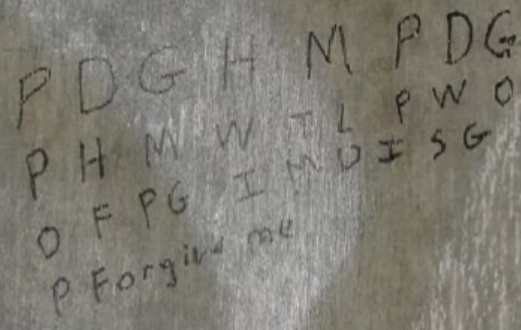 P D G H M P D G
P H M W T L P W O
O F P G I M D I S G
P Forgive me